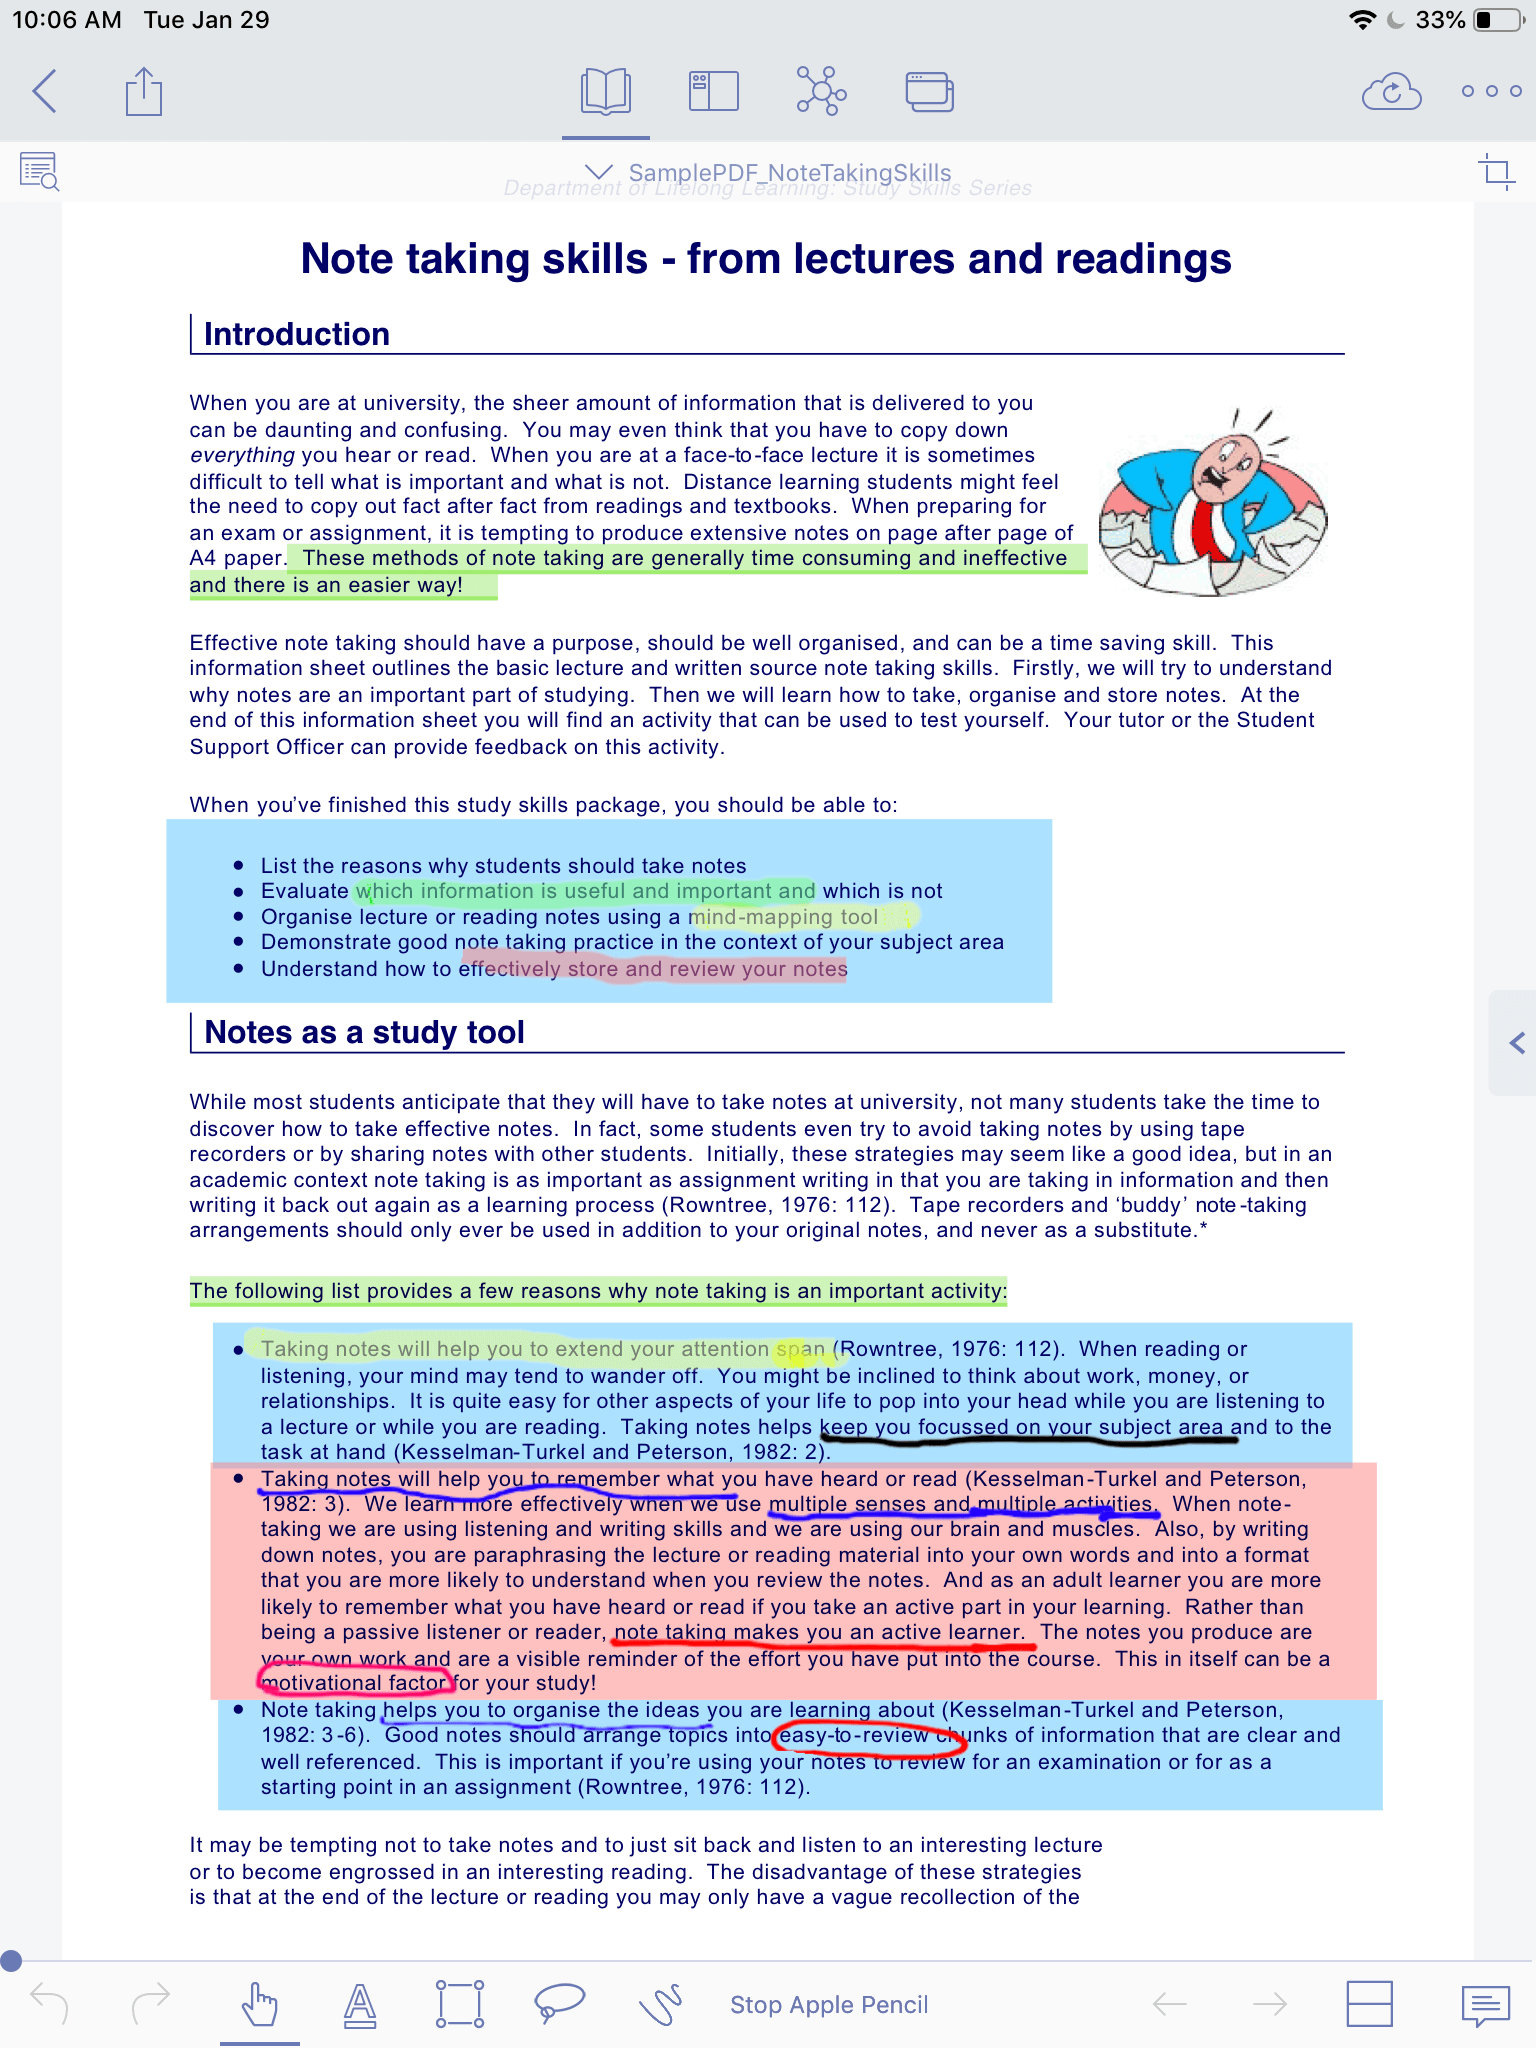 10:06 AM Tue Jan 29
33%
SamplePDF_NoteTakingSkills
Department of Lifelong Learning: Study Skills Series
Note taking skills - from lectures and readings
Introduction
When you are at university, the sheer amount of information that is delivered to you
can be daunting and confusing. You may even think that you have to copy down
everything you hear or read. When you are at a face-to-face lecture it is sometimes
difficult to tell what is important and what is not. Distance learning students might feel
the need to copy out fact after fact from readings and textbooks. When preparing for
an exam or assignment, it is tempting to produce extensive notes on page after page of
A4 paper. These methods of note taking are generally time consuming and ineffective
and there is an easier way!
Effective note taking should have a purpose, should be well organised, and can be a time saving skill. This
information sheet outlines the basic lecture and written source note taking skills. Firstly, we will try to understand
why notes are an important part of studying. Then we will learn how to take, organise and store notes. At the
end of this information sheet you will find an activity that can be used to test yourself. Your tutor or the Student
Support Officer can provide feedback on this activity.
When you've finished this study skills package, you should be able to:
• List the reasons why students should take notes
• Evaluate which information is useful and important and which is not
• Organise lecture or reading notes using a mind-mapping tool
• Demonstrate good note taking practice in the context of your subject area
• Understand how to effectively store and review your notes
Notes as a study tool
While most students anticipate that they will have to take notes at university, not many students take the time to
discover how to take effective notes. In fact, some students even try to avoid taking notes by using tape
recorders or by sharing notes with other students. Initially, these strategies may seem like a good idea, but in an
academic context note taking is as important as assignment writing in that you are taking in information and then
writing it back out again as a learning process (Rowntree, 1976: 112). Tape recorders and ‘buddy’ note-taking
arrangements should only ever be used in addition to your original notes, and never as a substitute.*
The following list provides a few reasons why note taking is an important activity:
• Taking notes will help you to extend your attention span (Rowntree, 1976: 112). When reading or
listening, your mind may tend to wander off. You might be inclined to think about work, money, or
relationships. It is quite easy for other aspects of your life to pop into your head while you are listening to
a lecture or while you are reading. Taking notes helps keep you focussed on your subject area and to the
task at hand (Kesselman-Turkel and Peterson, 1982: 2).
• Taking notes will help you to remember what you have heard or read (Kesselman-Turkel and Peterson,
1982: 3). We learn more effectively when we use multiple senses and multiple activities. When note-
taking we are using listening and writing skills and we are using our brain and muscles. Also, by writing
down notes, you are paraphrasing the lecture or reading material into your own words and into a format
that you are more likely to understand when you review the notes. And as an adult learner you are more
likely to remember what you have heard or read if you take an active part in your learning. Rather than
being a passive listener or reader, note taking makes you an active learner. The notes you produce are
your own work and are a visible reminder of the effort you have put into the course. This in itself can be a
motivational factor for your study!
• Note taking helps you to organise the ideas you are learning about (Kesselman-Turkel and Peterson,
1982: 3-6). Good notes should arrange topics into easy-to-review chunks of information that are clear and
well referenced. This is important if you're using your notes to review for an examination or for as a
starting point in an assignment (Rowntree, 1976: 112).
It may be tempting not to take notes and to just sit back and listen to an interesting lecture
or to become engrossed in an interesting reading. The disadvantage of these strategies
is that at the end of the lecture or reading you may only have a vague recollection of the
Stop Apple Pencil